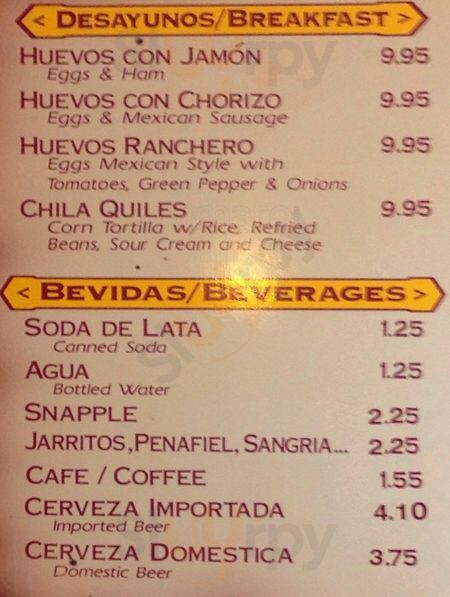 < DESAYUNOS/BREAKFAST >
HUEVOS CON JAMÓN 9.95
Eggs & Ham
HUEVOS CON CHORIZO 9.95
Eggs & Mexican Sausage
HUEVOS RANCHERO 9.95
Eggs Mexican Style with
Tomatoes, Green Pepper & Onions
CHILA QUILES 9.95
Corn Tortilla w/Rice, Refried
Beans, Sour Cream and Cheese
< BEVIDAS/BEVERAGES >
SODA DE LATA 1.25
Canned Soda
AGUA 1.25
Bottled Water
SNAPPLE 2.25
JARRITOS, PENAFIEL, SANGRIA... 2.25
CAFE / COFFEE 1.55
CERVEZA IMPORTADA 4.10
Imported Beer
CERVEZA DOMESTICA 3.75
Domestic Beer